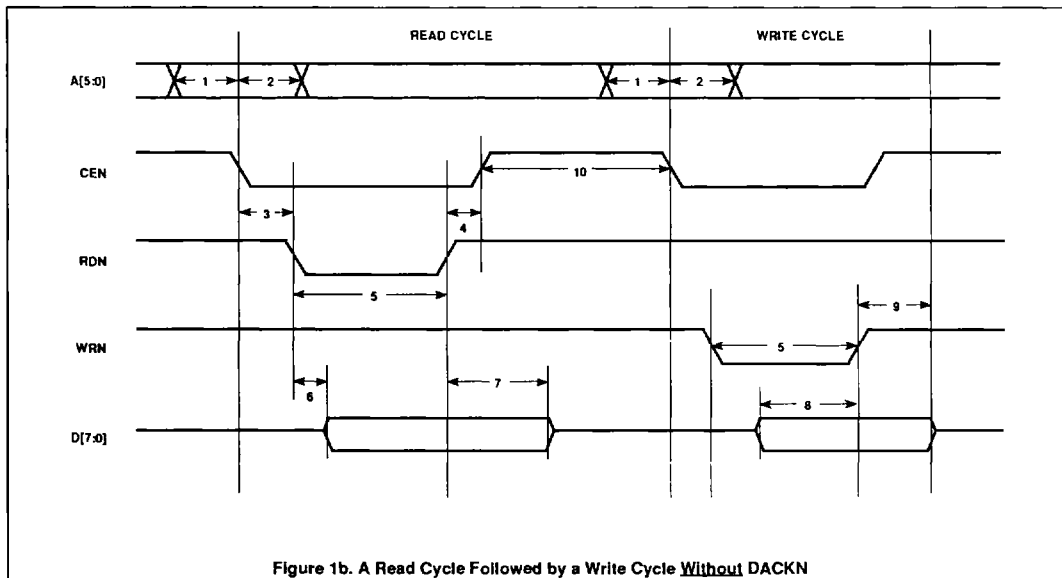 READ CYCLE WRITE CYCLE
A[5:0] 1 2 1 2
CEN 10
3 4
RDN
5
9
WRN 5
6 7 8
D[7:0]
Figure 1b. A Read Cycle Followed by a Write Cycle Without DACKN